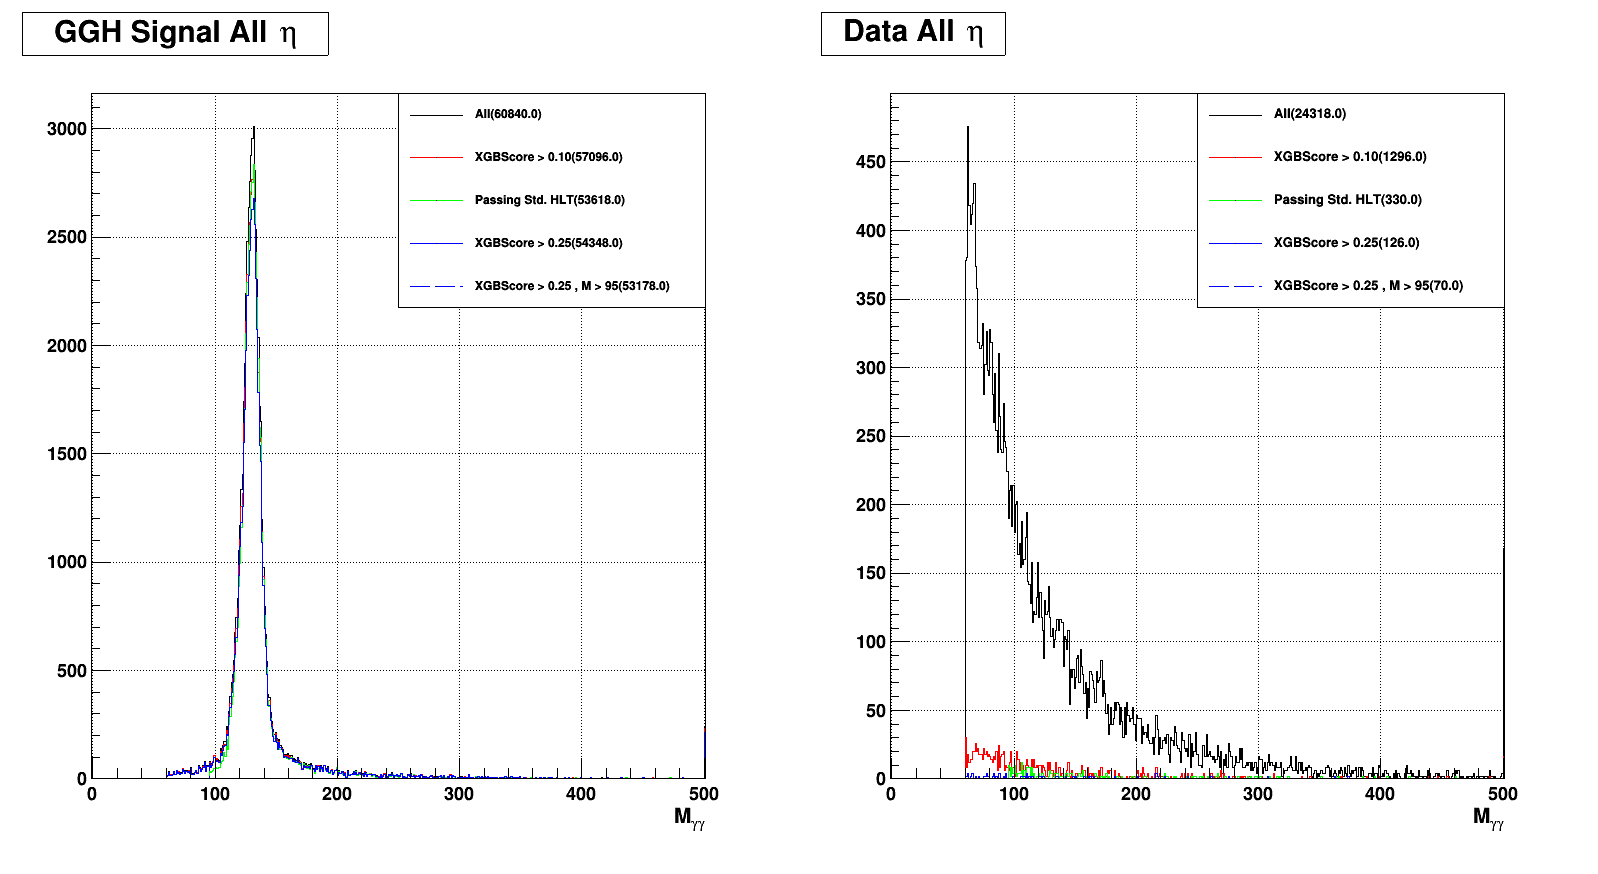 GGH Signal All η
3000
2500
2000
1500
1000
500
0
0 100 200 300 400 500
Mγγ
All(60840.0)
XGBScore > 0.10(57096.0)
Passing Std. HLT(53618.0)
XGBScore > 0.25(54348.0)
XGBScore > 0.25 , M > 95(53178.0)
Data All η
450
400
350
300
250
200
150
100
50
0
0 100 200 300 400 500
Mγγ
All(24318.0)
XGBScore > 0.10(1296.0)
Passing Std. HLT(330.0)
XGBScore > 0.25(126.0)
XGBScore > 0.25 , M > 95(70.0)